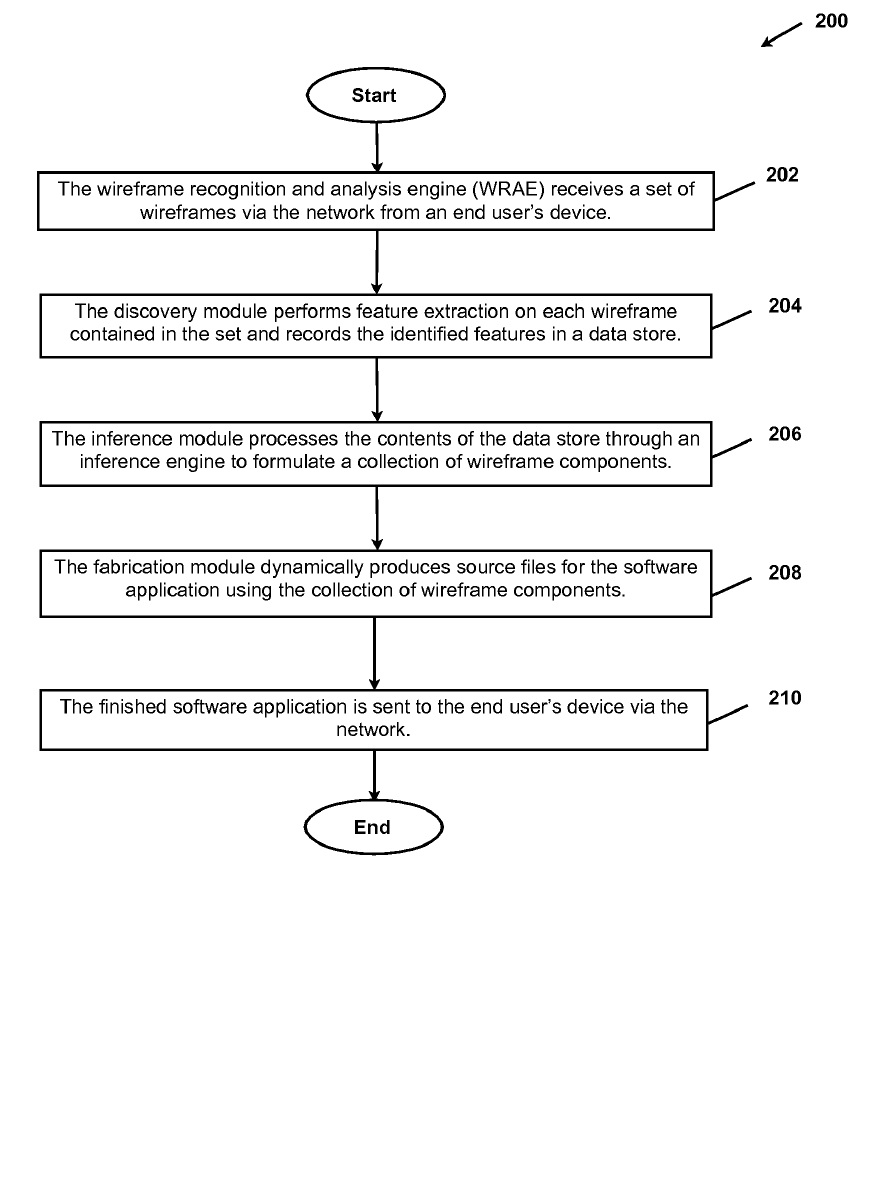 200
Start
The wireframe recognition and analysis engine (WRAE) receives a set of
wireframes via the network from an end user’s device.
202
The discovery module performs feature extraction on each wireframe
contained in the set and records the identified features in a data store.
204
The inference module processes the contents of the data store through an
inference engine to formulate a collection of wireframe components.
206
The fabrication module dynamically produces source files for the software
application using the collection of wireframe components.
208
The finished software application is sent to the end user’s device via the
network.
210
End